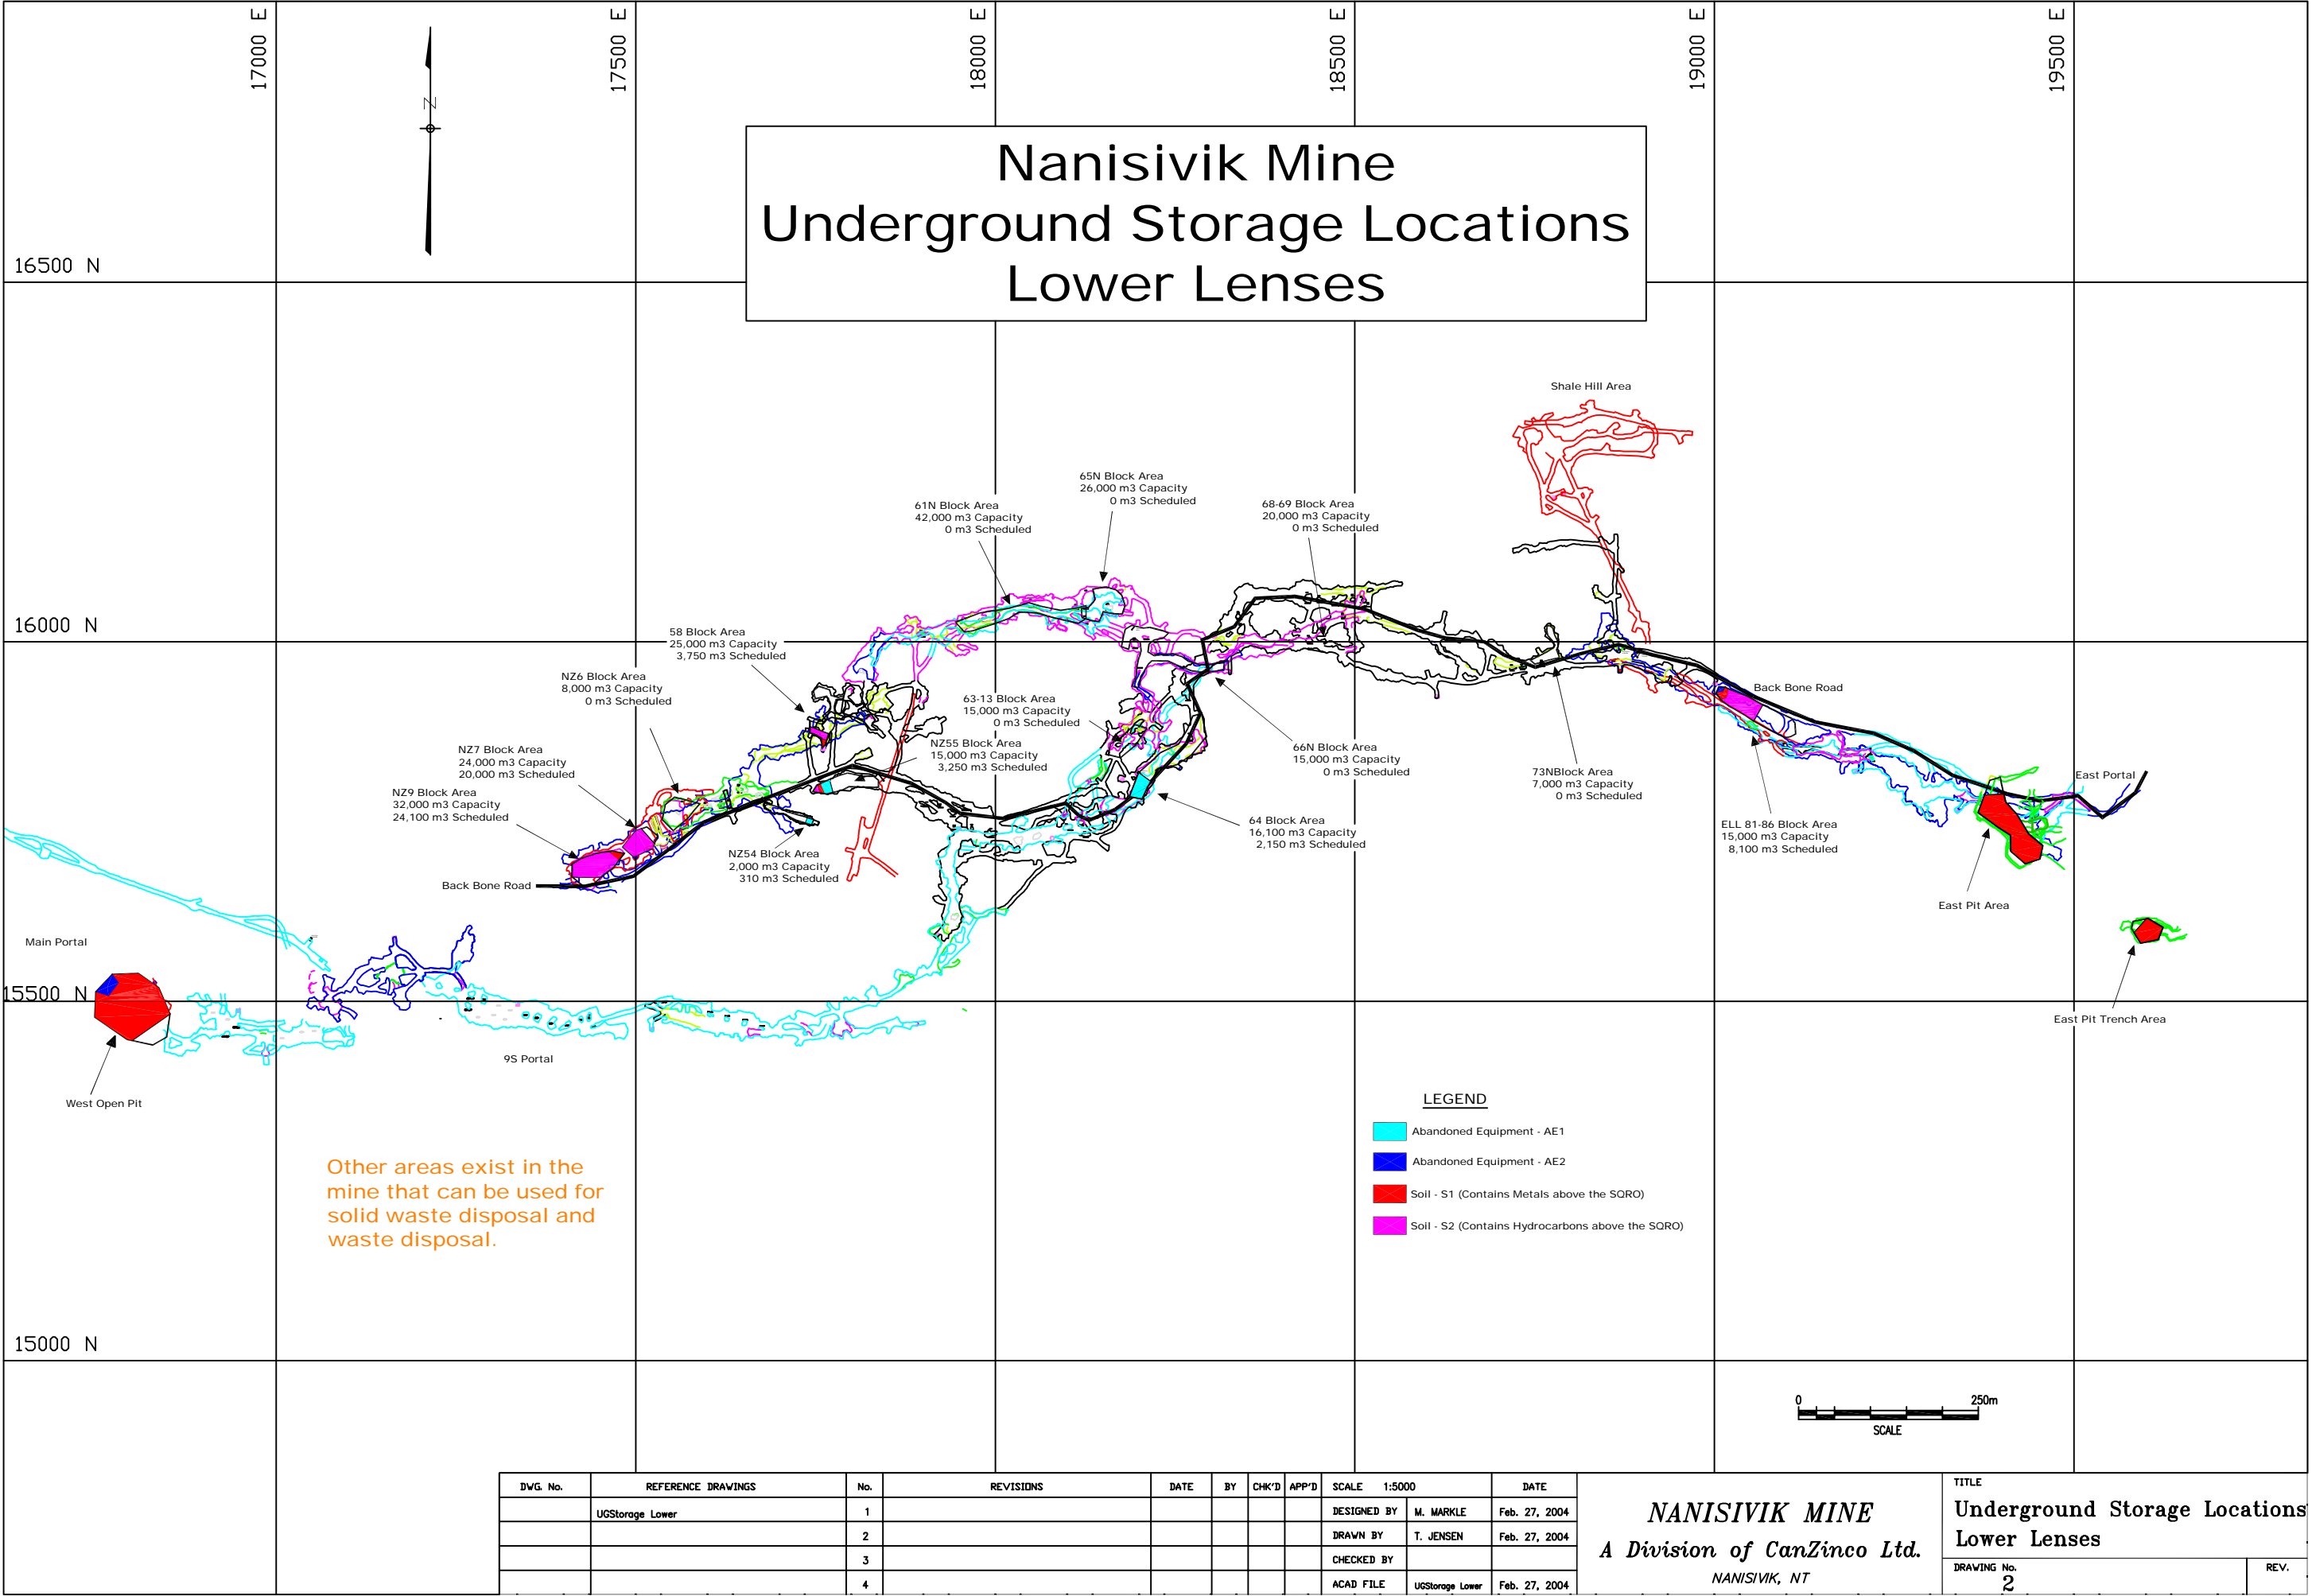 17000 E
17500 E
18000 E
18500 E
19000 E
19500 E
N
Nanisivik Mine
Underground Storage Locations
Lower Lenses
16500 N
Shale Hill Area
65N Block Area
26,000 m3 Capacity
0 m3 Scheduled
61N Block Area
42,000 m3 Capacity
0 m3 Scheduled
68-69 Block Area
20,000 m3 Capacity
0 m3 Scheduled
16000 N
58 Block Area
25,000 m3 Capacity
3,750 m3 Scheduled
NZ6 Block Area
8,000 m3 Capacity
0 m3 Scheduled
63-13 Block Area
15,000 m3 Capacity
0 m3 Scheduled
Back Bone Road
NZ7 Block Area
24,000 m3 Capacity
20,000 m3 Scheduled
NZ55 Block Area
15,000 m3 Capacity
3,250 m3 Scheduled
66N Block Area
15,000 m3 Capacity
0 m3 Scheduled
73NBlock Area
7,000 m3 Capacity
0 m3 Scheduled
East Portal
NZ9 Block Area
32,000 m3 Capacity
24,100 m3 Scheduled
64 Block Area
16,100 m3 Capacity
2,150 m3 Scheduled
ELL 81-86 Block Area
15,000 m3 Capacity
8,100 m3 Scheduled
NZ54 Block Area
2,000 m3 Capacity
310 m3 Scheduled
Back Bone Road
East Pit Area
Main Portal
15500 N
East Pit Trench Area
9S Portal
West Open Pit
LEGEND
Abandoned Equipment - AE1
Abandoned Equipment - AE2
Soil - S1 (Contains Metals above the SQRO)
Soil - S2 (Contains Hydrocarbons above the SQRO)
Other areas exist in the
mine that can be used for
solid waste disposal and
waste disposal.
15000 N
0 250m
SCALE
DWG. No. REFERENCE DRAWINGS No. REVISIONS DATE BY CHK'D APP'D SCALE 1:5000 DATE
UGStorage Lower 1 DESIGNED BY M. MARKLE Feb. 27, 2004
2 DRAWN BY T. JENSEN Feb. 27, 2004
3 CHECKED BY
4 ACAD FILE UGStorage Lower Feb. 27, 2004
NANISIVIK MINE
A Division of CanZinco Ltd.
NANISIVIK, NT
TITLE
Underground Storage Locations
Lower Lenses
DRAWING No. REV.
2